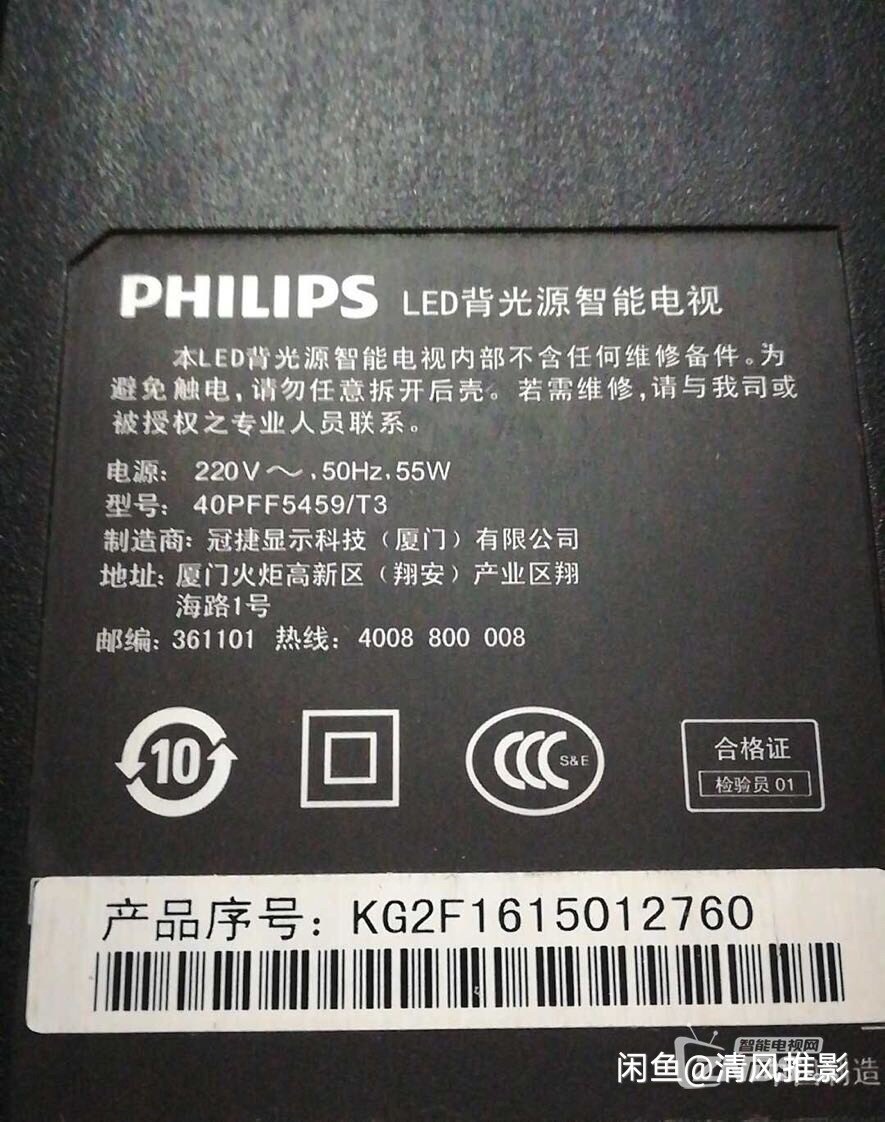 PHILIPS LED背光源智能电视
本LED背光源智能电视内部不含任何维修备件。为
避免触电,请勿任意拆开后壳。若需维修,请与我司或
被授权之专业人员联系。
电源: 220V～,50Hz,55W
型号: 40PFF5459/T3
制造商: 冠捷显示科技（厦门）有限公司
地址: 厦门火炬高新区（翔安）产业区翔
海路1号
邮编: 361101 热线: 4008 800 008
10
CCC S&E
合格证
检验员 01
产品序号: KG2F1615012760
智能电视网
闲鱼@清风推影
制造